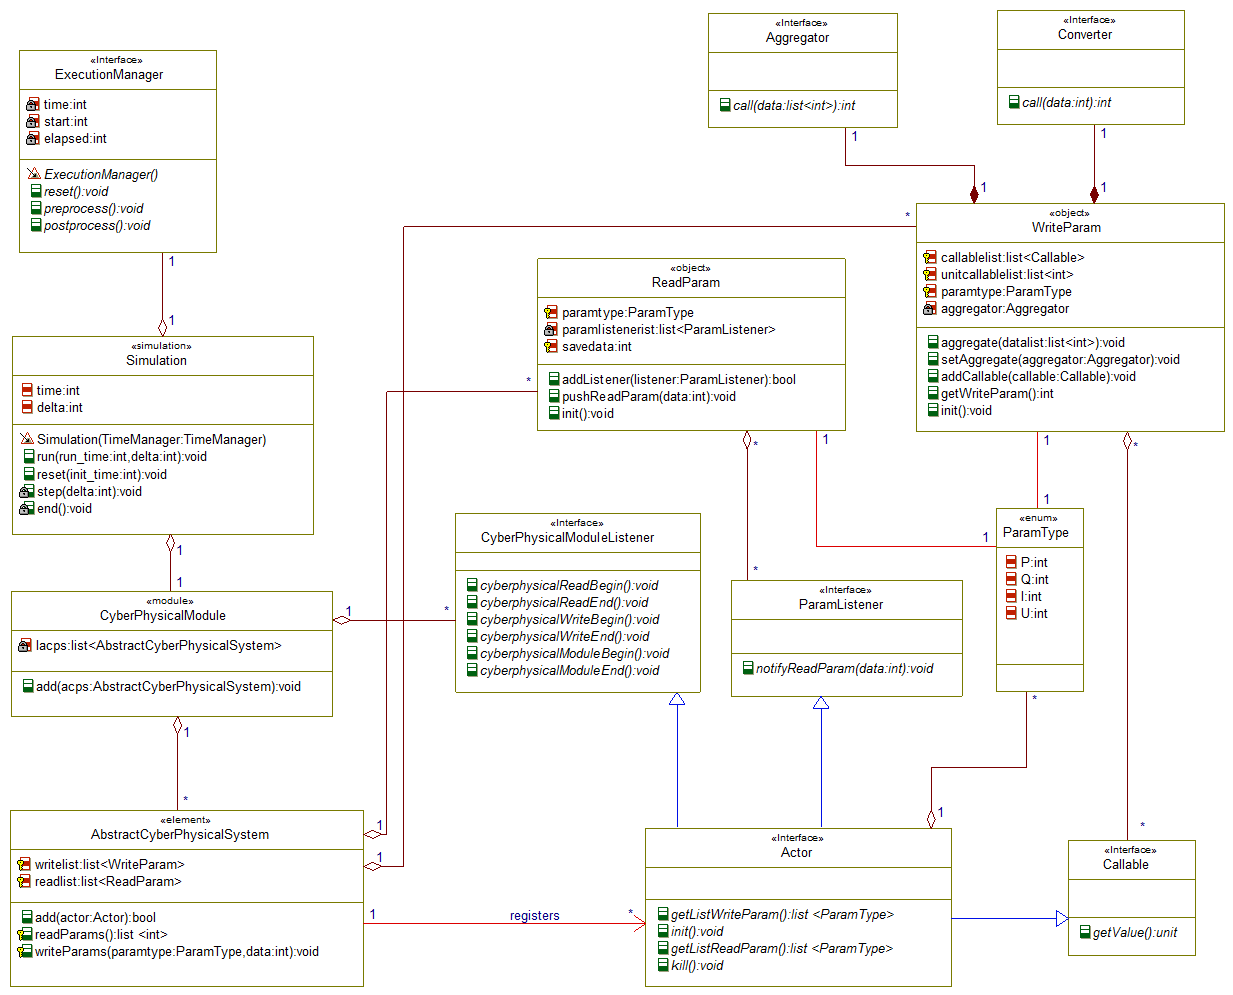 «Interface»
ExecutionManager
time:int
start:int
elapsed:int
ExecutionManager()
reset():void
preprocess():void
postprocess():void
1
1
«Interface»
Aggregator
call(data:list<int>):int
1
1
«Interface»
Converter
call(data:int):int
1
1
«object»
WriteParam
callablelist:list<Callable>
unitcallablelist:list<int>
paramtype:ParamType
aggregator:Aggregator
aggregate(datalist:list<int>):void
setAggregate(aggregator:Aggregator):void
addCallable(callable:Callable):void
getWriteParam():int
init():void
*
1
1
*
*
«object»
ReadParam
paramtype:ParamType
paramlistenerist:list<ParamListener>
savedata:int
addListener(listener:ParamListener):bool
pushReadParam(data:int):void
init():void
*
*
*
1
1
«simulation»
Simulation
time:int
delta:int
Simulation(TimeManager:TimeManager)
run(run_time:int,delta:int):void
reset(init_time:int):void
step(delta:int):void
end():void
1
1
«Interface»
CyberPhysicalModuleListener
cyberphysicalReadBegin():void
cyberphysicalReadEnd():void
cyberphysicalWriteBegin():void
cyberphysicalWriteEnd():void
cyberphysicalModuleBegin():void
cyberphysicalModuleEnd():void
«enum»
ParamType
P:int
Q:int
I:int
U:int
*
1
«Interface»
ParamListener
notifyReadParam(data:int):void
«module»
CyberPhysicalModule
lacps:list<AbstractCyberPhysicalSystem>
add(acps:AbstractCyberPhysicalSystem):void
1
*
1
*
«element»
AbstractCyberPhysicalSystem
writelist:list<WriteParam>
readlist:list<ReadParam>
add(actor:Actor):bool
readParams():list <int>
writeParams(paramtype:ParamType,data:int):void
1
1
1
registers
*
«Interface»
Actor
getListWriteParam():list <ParamType>
init():void
getListReadParam():list <ParamType>
kill():void
«Interface»
Callable
getValue():unit